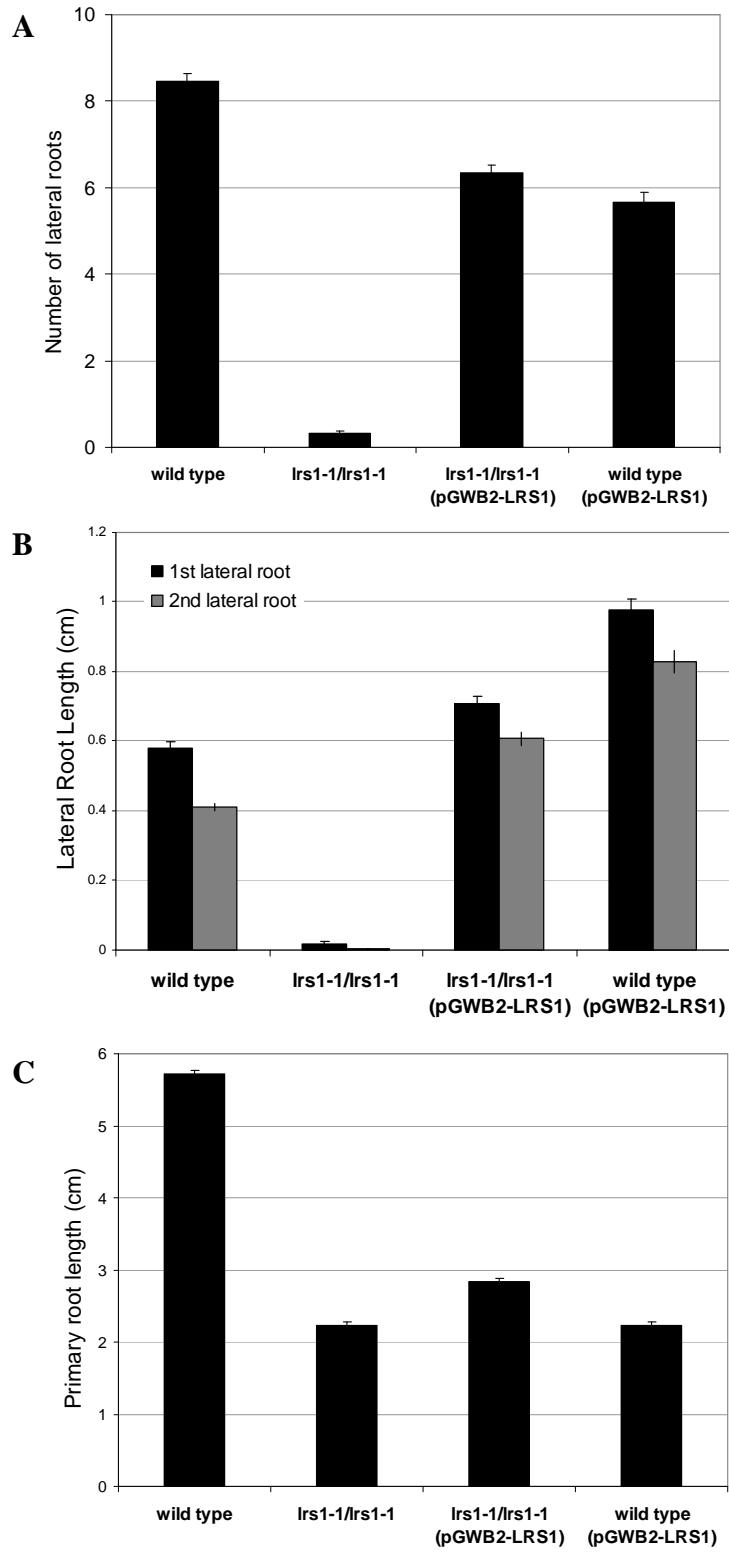 A
Number of lateral roots
10
8
6
4
2
0
wild type
lrs1-1/lrs1-1
lrs1-1/lrs1-1
(pGWB2-LRS1)
wild type
(pGWB2-LRS1)
B
Lateral Root Length (cm)
1.2
1
0.8
0.6
0.4
0.2
0
1st lateral root
2nd lateral root
wild type
lrs1-1/lrs1-1
lrs1-1/lrs1-1
(pGWB2-LRS1)
wild type
(pGWB2-LRS1)
C
Primary root length (cm)
6
5
4
3
2
1
0
wild type
lrs1-1/lrs1-1
lrs1-1/lrs1-1
(pGWB2-LRS1)
wild type
(pGWB2-LRS1)